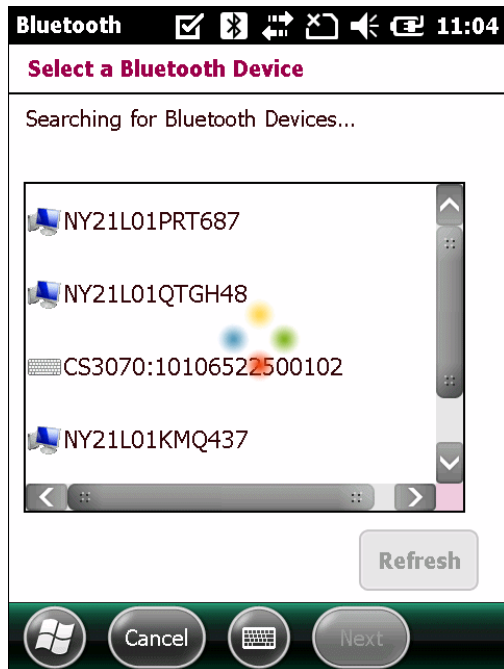 Bluetooth 11:04
Select a Bluetooth Device
Searching for Bluetooth Devices...
NY21L01PRT687
NY21L01QTGH48
CS3070:10106522500102
NY21L01KMQ437
Refresh
Cancel Next